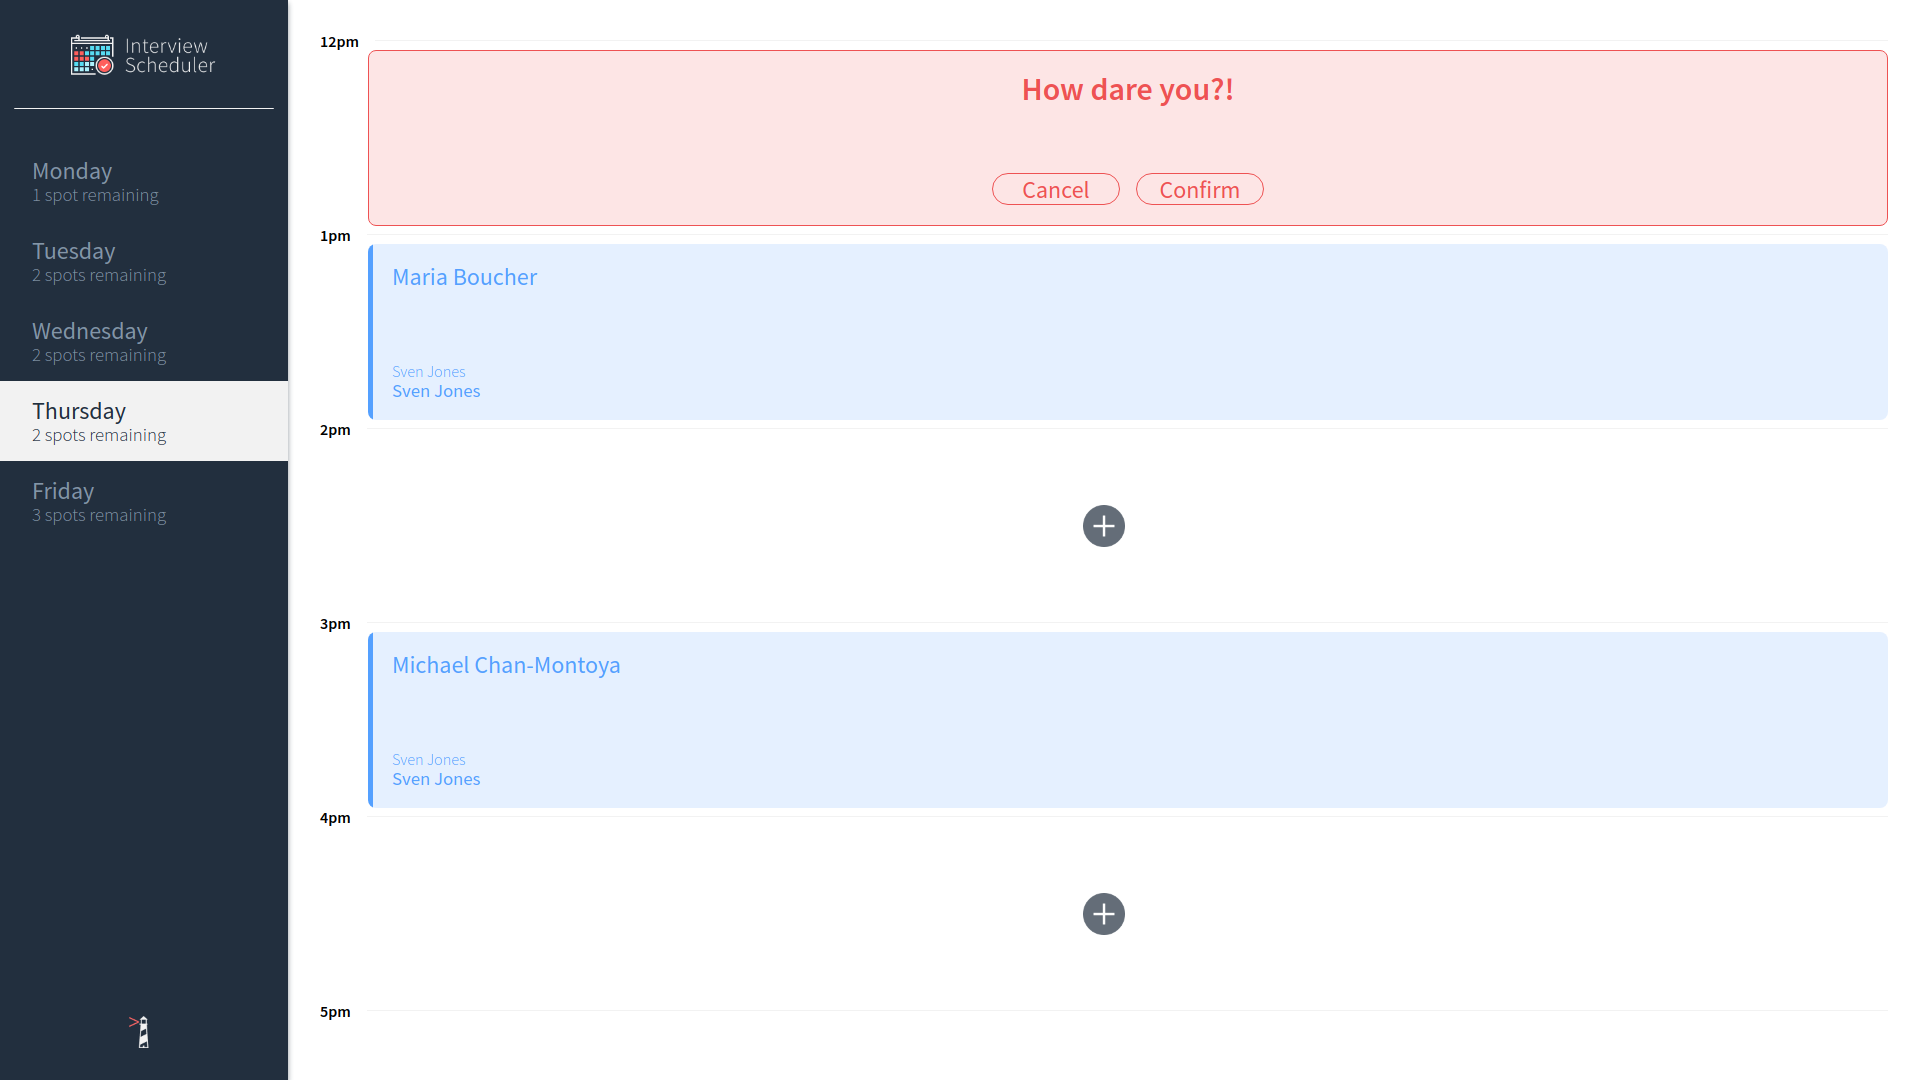 Interview
Scheduler
Monday
1 spot remaining
Tuesday
2 spots remaining
Wednesday
2 spots remaining
Thursday
2 spots remaining
Friday
3 spots remaining
>
12pm
How dare you?!
Cancel Confirm
1pm
Maria Boucher
Sven Jones
Sven Jones
2pm
3pm
Michael Chan-Montoya
Sven Jones
Sven Jones
4pm
5pm